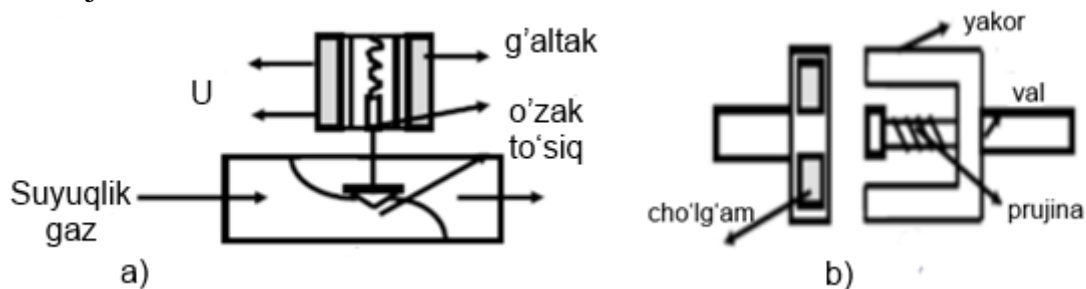 g'altak
U
o'zak
to‘siq
Suyuqlik
gaz
a)
yakor
val
cho‘lg‘am
prujina
b)